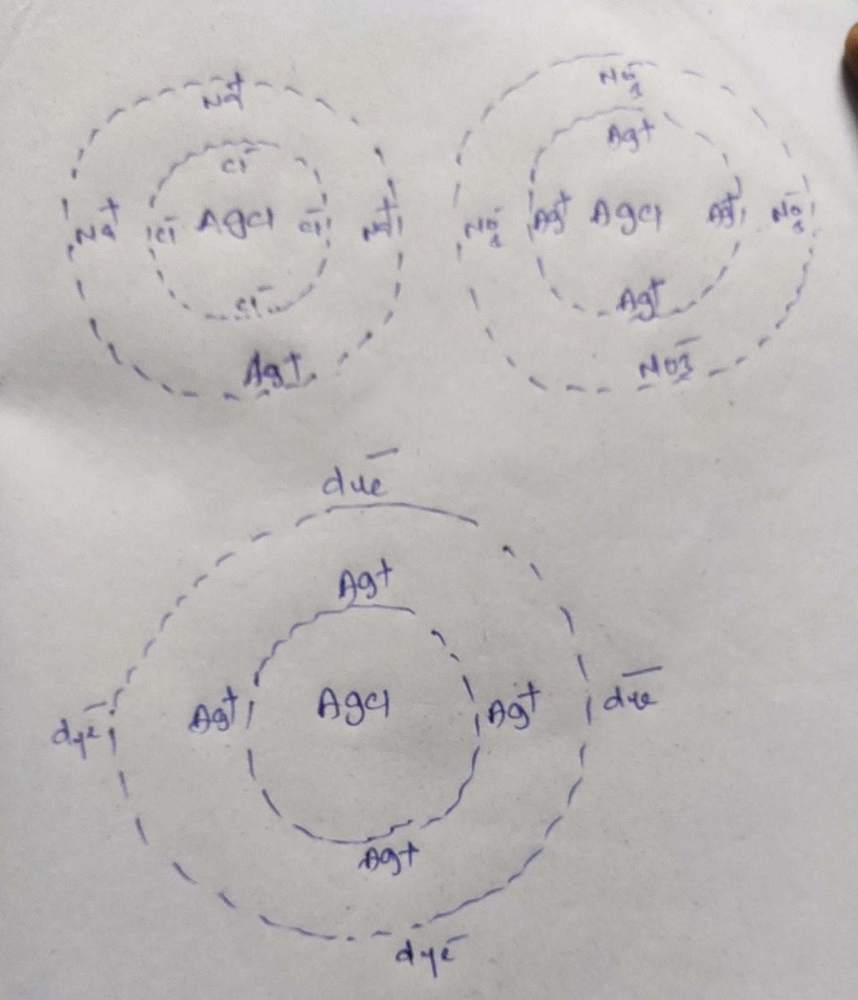 Na⁺
Cl⁻
Na⁺ Cl⁻ AgCl Cl⁻ Na⁺
Cl⁻
Ag⁺
NO₃⁻
Ag⁺
NO₃⁻ Ag⁺ AgCl Ag⁺ NO₃⁻
Ag⁺
NO₃⁻
dye⁻
Ag⁺
dye⁻ Ag⁺ AgCl Ag⁺ dye⁻
Ag⁺
dye⁻